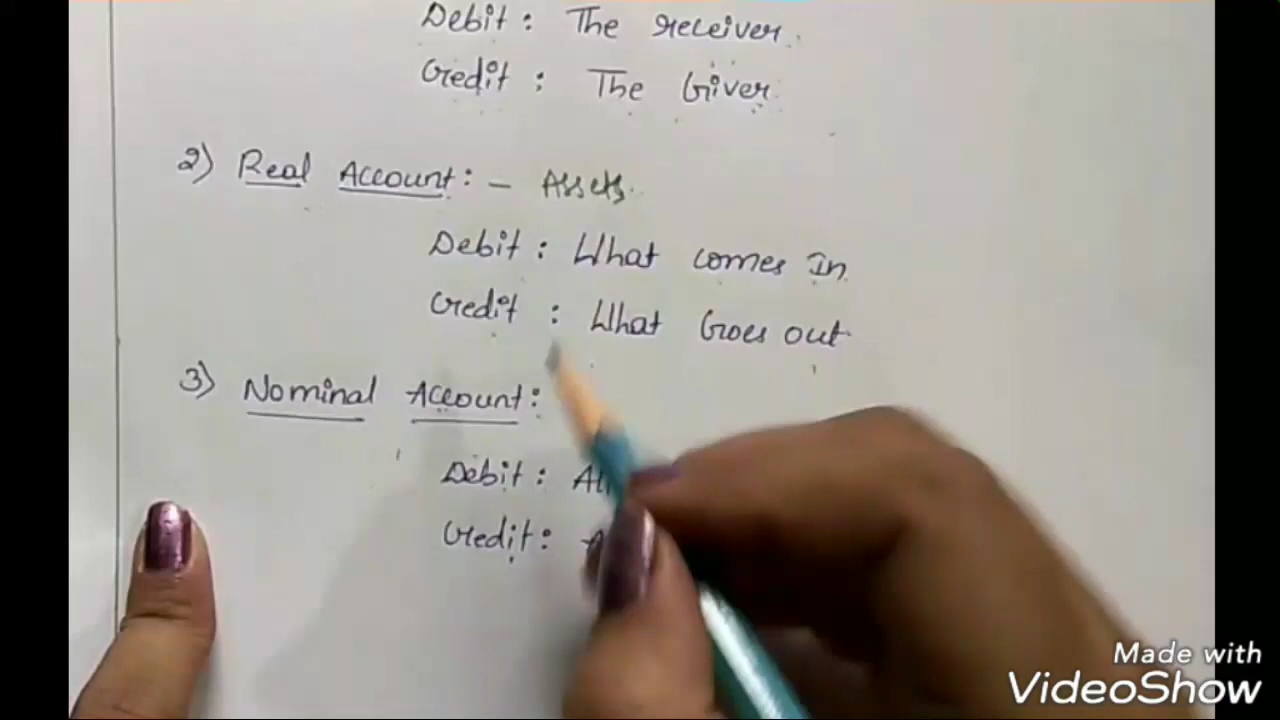 Debit : The receiver.
Credit : The Giver.
2) Real Account : - Assets.
Debit : What comes In
Credit : What Goes out
3) Nominal Account :
Debit : All
Credit : A
Made with
VideoShow